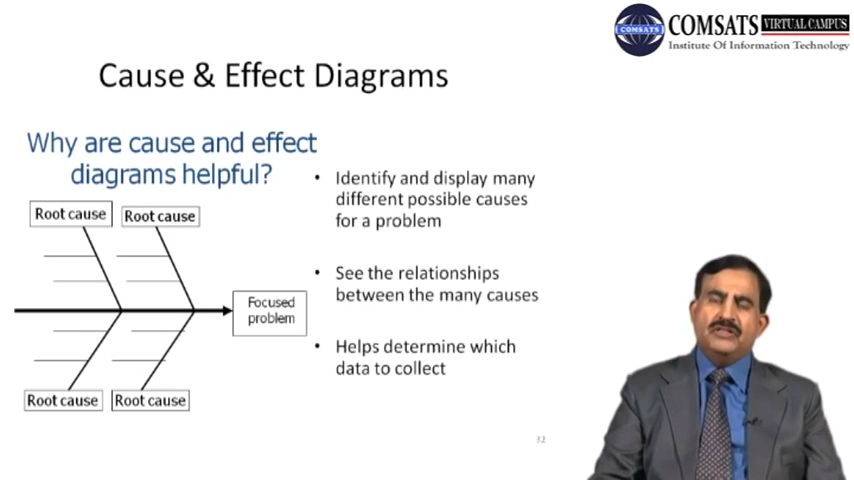 COMSATS VIRTUAL CAMPUS
COMSATS
Institute Of Information Technology
Cause & Effect Diagrams
Why are cause and effect
diagrams helpful?
Root cause
Root cause
Focused
problem
Root cause
Root cause
• Identify and display many
different possible causes
for a problem
• See the relationships
between the many causes
• Helps determine which
data to collect
32